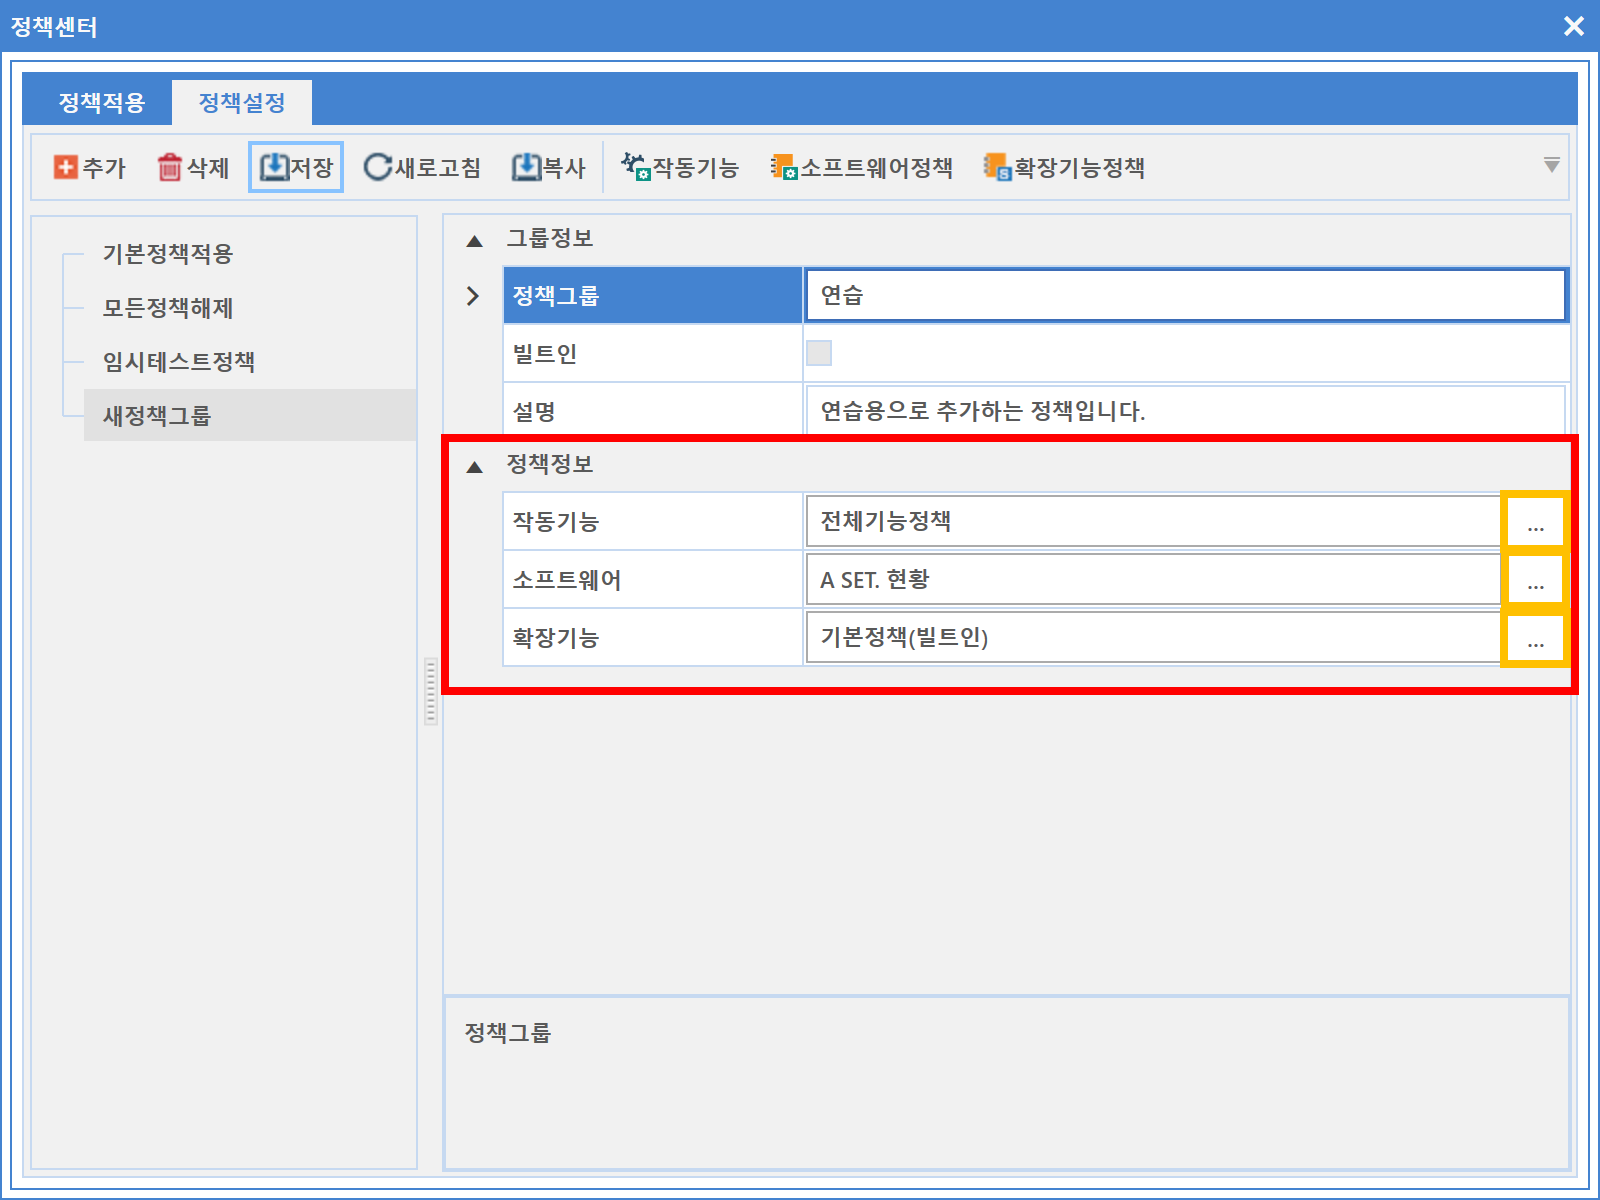 정책센터
정책적용 정책설정
추가 삭제 저장 새로고침 복사 작동기능 소프트웨어정책 확장기능정책
기본정책적용
모든정책해제
임시테스트정책
새정책그룹
그룹정보
정책그룹 연습
빌트인
설명 연습용으로 추가하는 정책입니다.
정책정보
작동기능 전체기능정책 ...
소프트웨어 A SET. 현황 ...
확장기능 기본정책(빌트인) ...
정책그룹